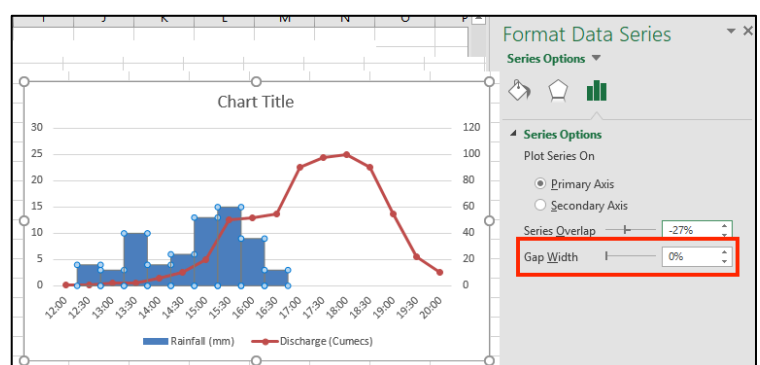 I J K L M N O P
Format Data Series
Series Options
Chart Title
Series Options
Plot Series On
Primary Axis
Secondary Axis
Series Overlap -27%
Gap Width 0%
30 120
25 100
20 80
15 60
10 40
5 20
0 0
12:00 12:30 13:00 13:30 14:00 14:30 15:00 15:30 16:00 16:30 17:00 17:30 18:00 18:30 19:00 19:30 20:00
Rainfall (mm) Discharge (Cumecs)